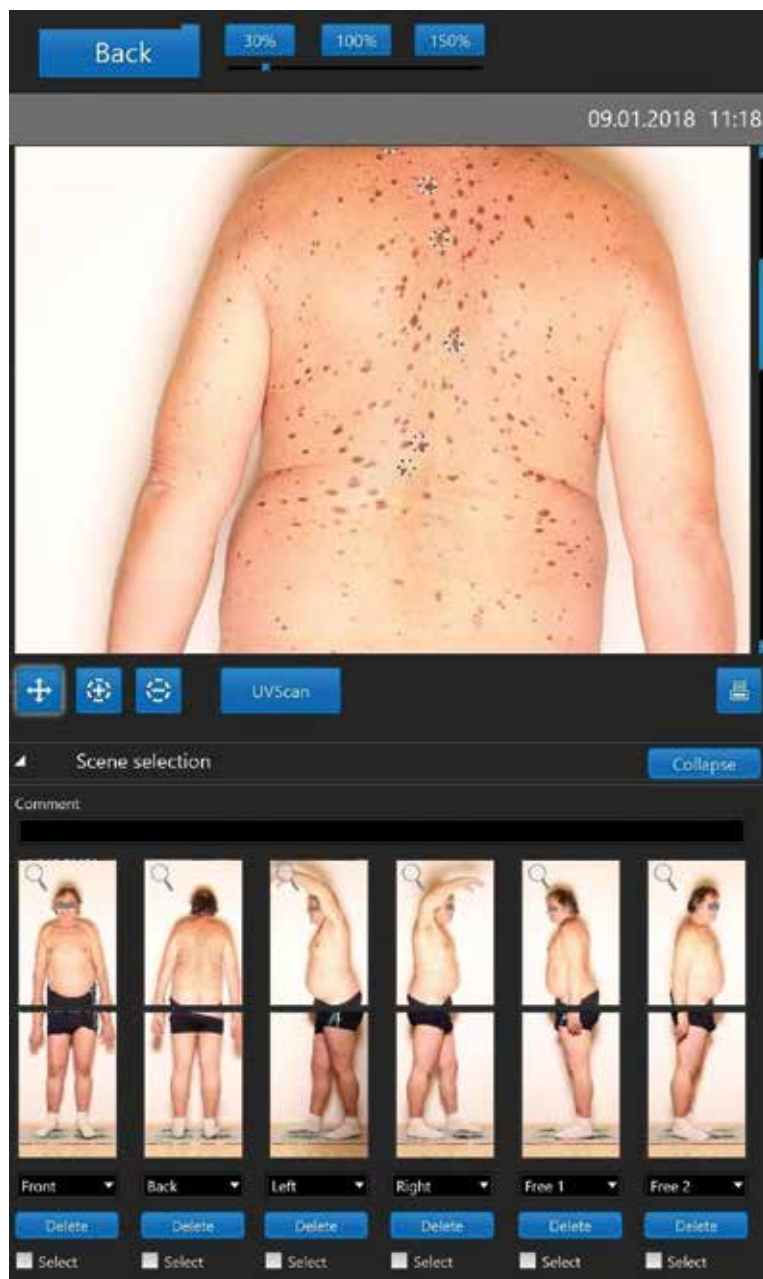 Back 30% 100% 150%
09.01.2018 11:18
UVScan
Scene selection Collapse
Comment
Front Back Left Right Free 1 Free 2
Delete Delete Delete Delete Delete Delete
Select Select Select Select Select Select